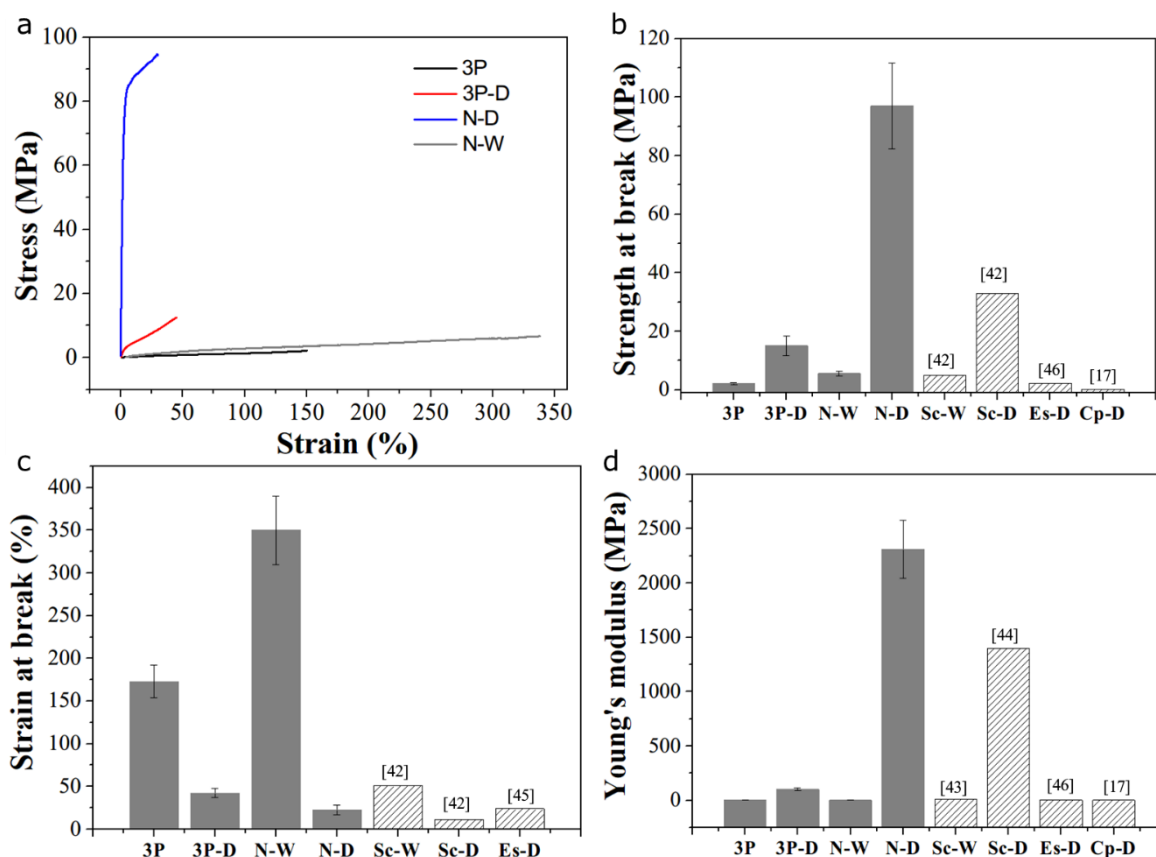 a
Stress (MPa)
100
80
60
40
20
0
3P
3P-D
N-D
N-W
0 50 100 150 200 250 300 350
Strain (%)
b
Strength at break (MPa)
120
100
80
60
40
20
0
[42]
[42]
[46]
[17]
3P 3P-D N-W N-D Sc-W Sc-D Es-D Cp-D
c
Strain at break (%)
400
350
300
250
200
150
100
50
0
[42]
[42]
[45]
3P 3P-D N-W N-D Sc-W Sc-D Es-D
d
Young's modulus (MPa)
3000
2500
2000
1500
1000
500
0
[43]
[44]
[46]
[17]
3P 3P-D N-W N-D Sc-W Sc-D Es-D Cp-D